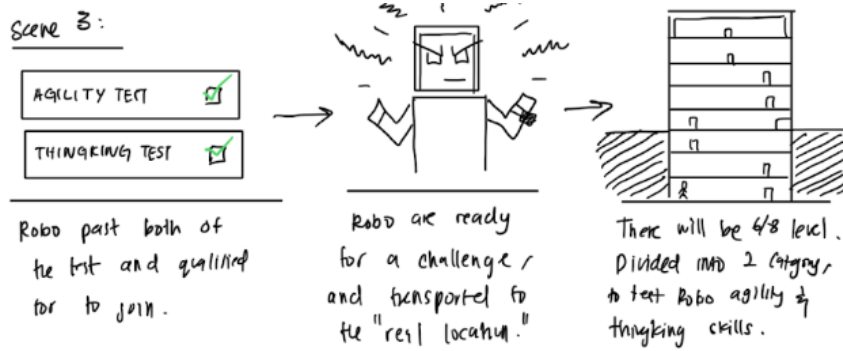 Scene 3:
AGILITY TEST
THINGKING TEST
Robo past both of
the test and qualified
for to join.
Robo are ready
for a challenge,
and transported to
the "real location."
There will be 6/8 level.
Divided into 2 category,
to test Robo agility &
thingking skills.